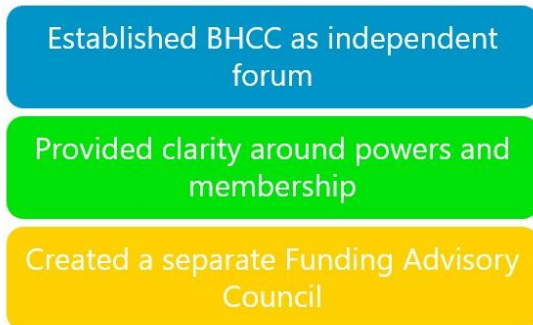 Established BHCC as independent
forum
Provided clarity around powers and
membership
Created a separate Funding Advisory
Council